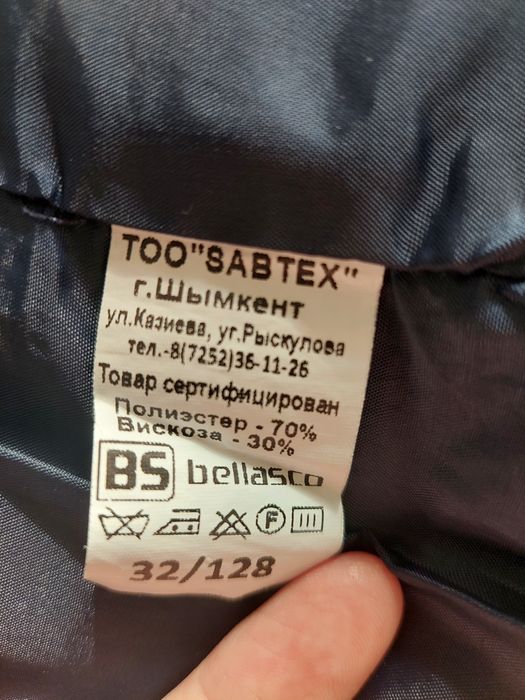 ТОО "SABTEX"
г.Шымкент
ул.Казиева, уг.Рыскулова
тел.-8(7252)36-11-26
Товар сертифицирован
Полиэстер - 70%
Вискоза - 30%
BS bellasco
F
32/128